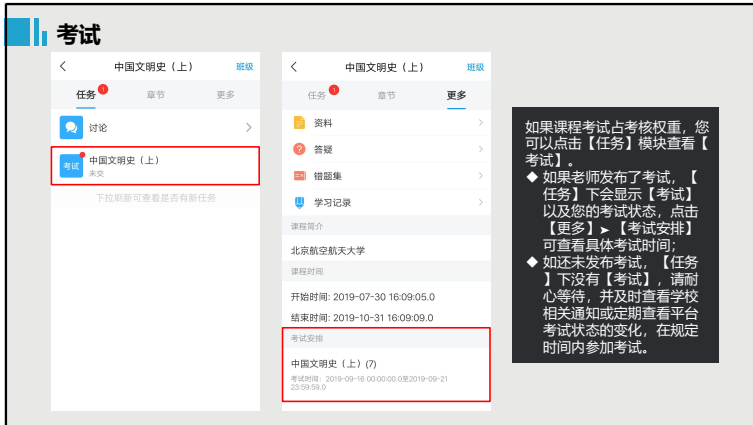 考试
中国文明史（上）
班级
任务
1
章节
更多
讨论
考试
中国文明史（上）
未交
下拉刷新可查看是否有新任务
中国文明史（上）
班级
任务
1
章节
更多
资料
答疑
错题集
学习记录
课程简介
北京航空航天大学
课程时间
开始时间: 2019-07-30 16:09:05.0
结束时间: 2019-10-31 16:09:09.0
考试安排
中国文明史（上）(7)
考试时间：2019-09-16 00:00:00.0至2019-09-21
23:59:59.0
如果课程考试占考核权重，您
可以点击【任务】模块查看【
考试】。
◆ 如果老师发布了考试，【
任务】下会显示【考试】
以及您的考试状态，点击
【更多】➢【考试安排】
可查看具体考试时间；
◆ 如还未发布考试，【任务
】下没有【考试】，请耐
心等待，并及时查看学校
相关通知或定期查看平台
考试状态的变化，在规定
时间内参加考试。